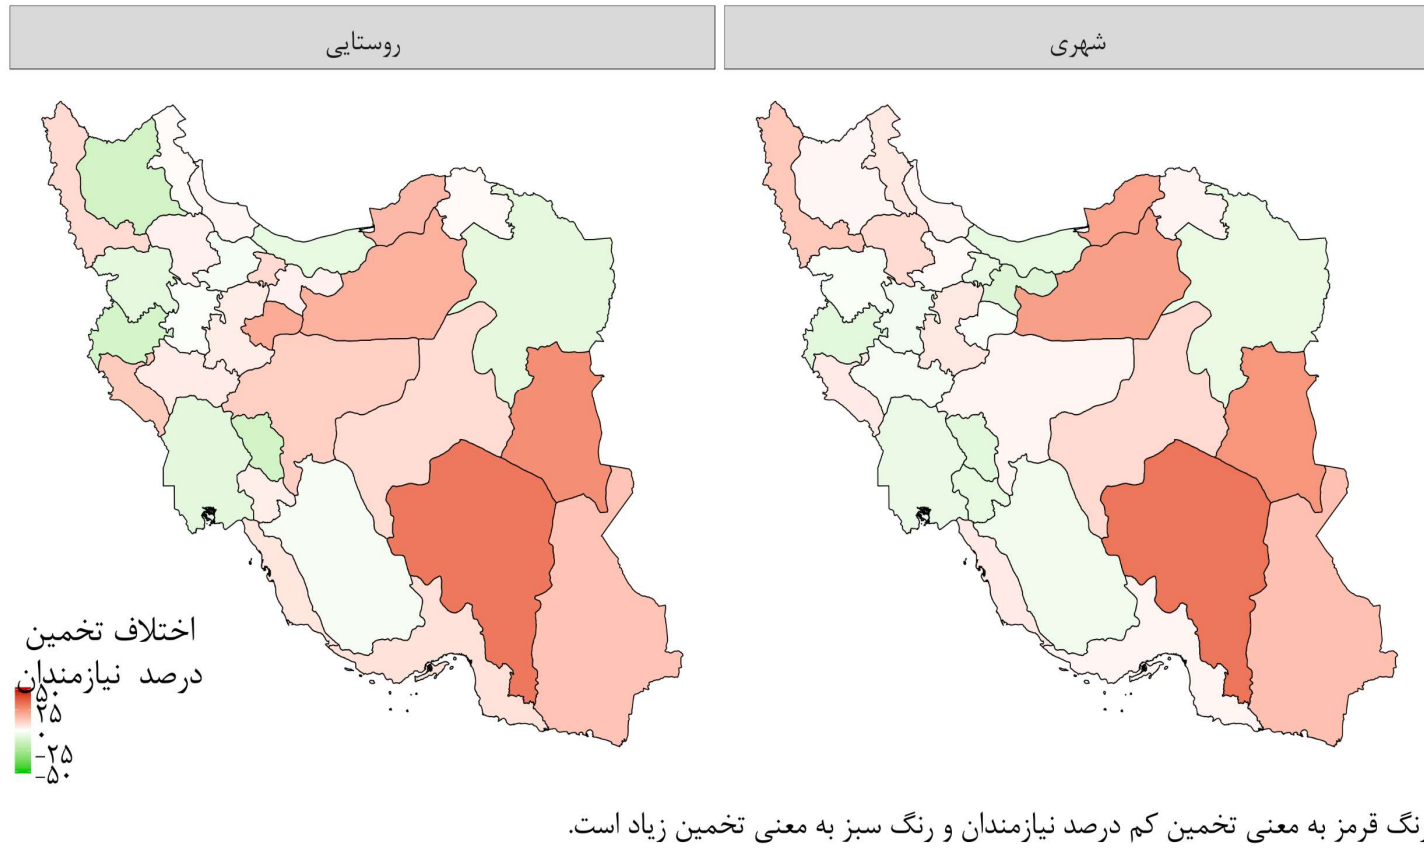 شهری
روستایی
اختلاف تخمین
درصد نیازمندان
۵۰
۲۵
۰
-۲۵
-۵۰
رنگ قرمز به معنی تخمین کم درصد نیازمندان و رنگ سبز به معنی تخمین زیاد است.